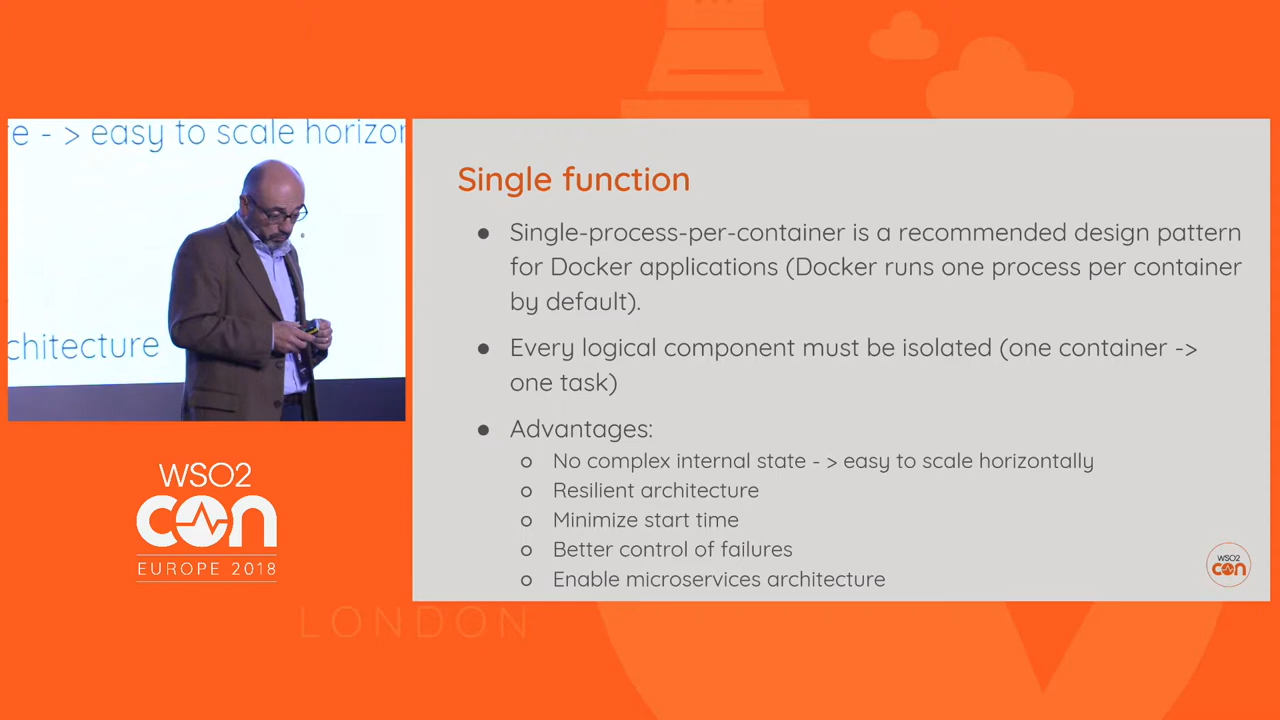 e - > easy to scale horizor
chitecture
WSO2
con
EUROPE 2018
LONDON
Single function
● Single-process-per-container is a recommended design pattern
for Docker applications (Docker runs one process per container
by default).
● Every logical component must be isolated (one container ->
one task)
● Advantages:
○ No complex internal state - > easy to scale horizontally
○ Resilient architecture
○ Minimize start time
○ Better control of failures
○ Enable microservices architecture
WSO2
con